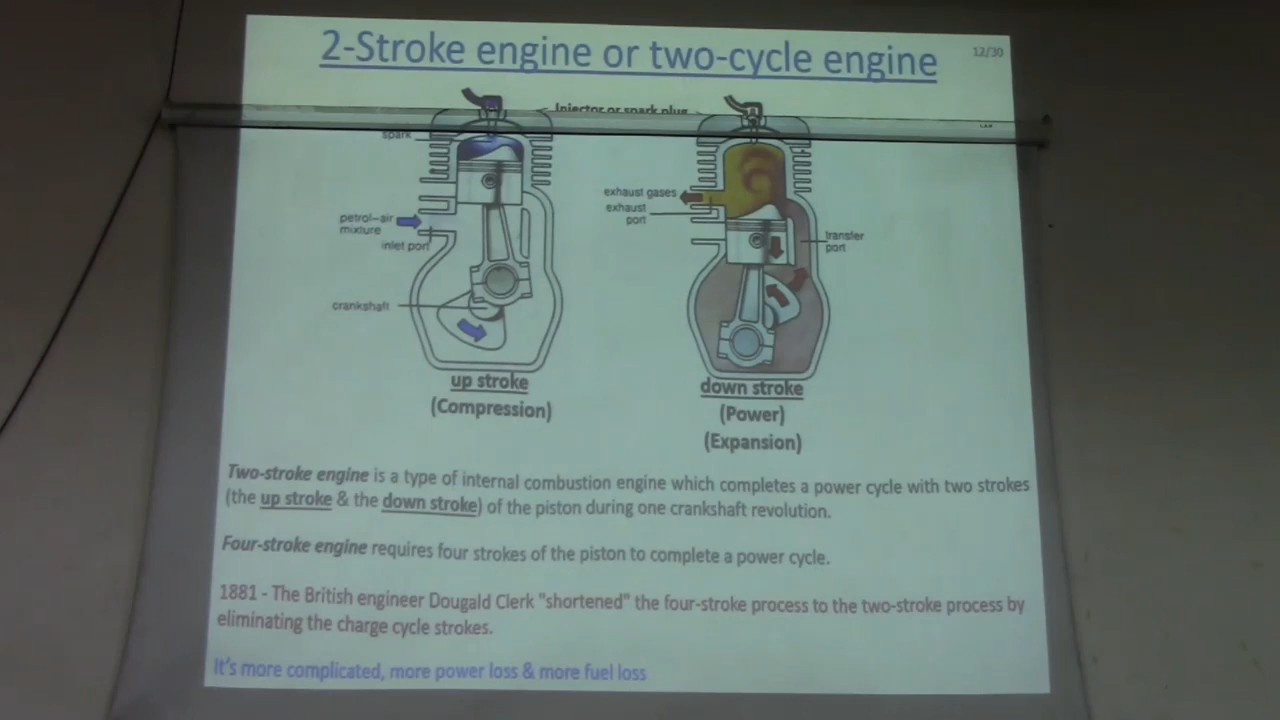 2-Stroke engine or two-cycle engine
12/30
Injector or spark plug
spark
exhaust gases
exhaust
port
petrol-air
mixture
inlet port
transfer
port
crankshaft
up stroke
(Compression)
down stroke
(Power)
(Expansion)
Two-stroke engine is a type of internal combustion engine which completes a power cycle with two strokes
(the up stroke & the down stroke) of the piston during one crankshaft revolution.
Four-stroke engine requires four strokes of the piston to complete a power cycle.
1881 - The British engineer Dougald Clerk "shortened" the four-stroke process to the two-stroke process by
eliminating the charge cycle strokes.
It's more complicated, more power loss & more fuel loss